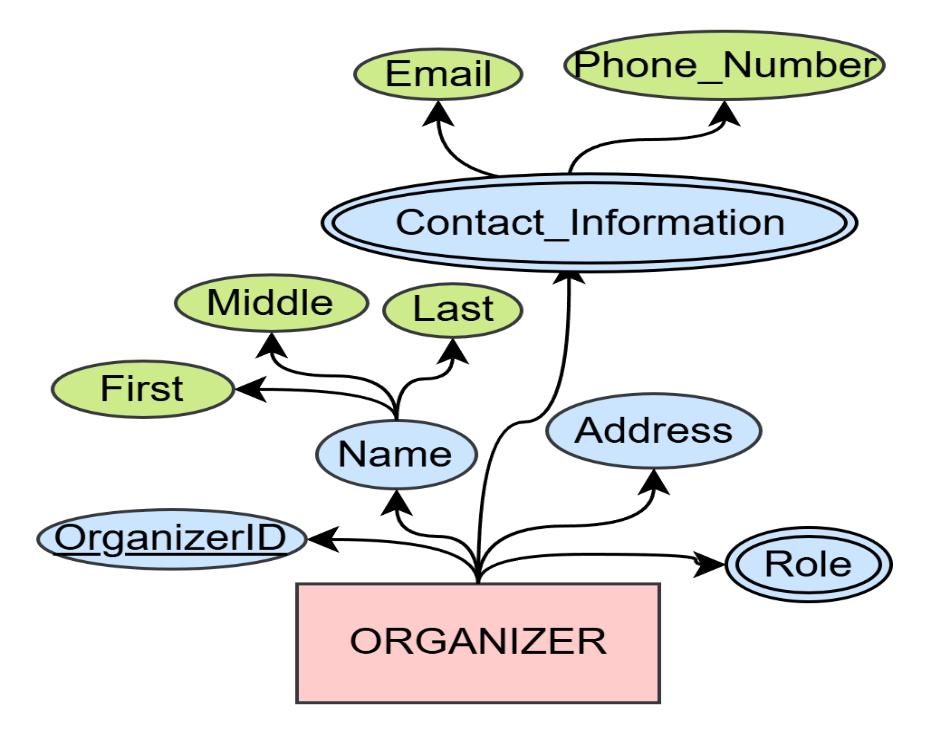 Email
Phone_Number
Contact_Information
Middle
Last
First
Address
Name
OrganizerID
Role
ORGANIZER